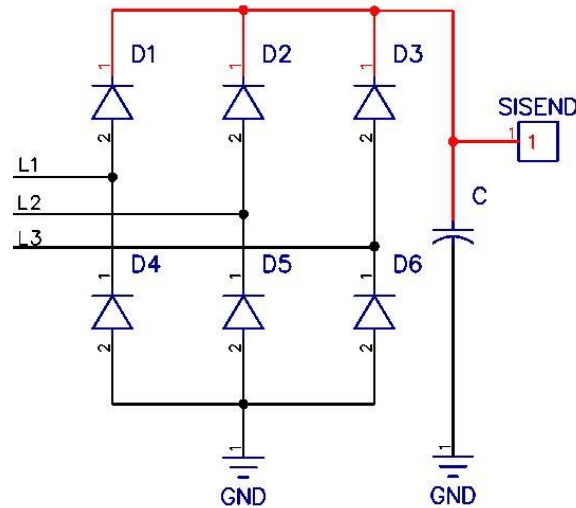 D1 D2 D3
1 1 1
SISEND
1 1
2 2 2
L1
L2
L3
C
D4 D5 D6
1 1 1
2 2 2
1 1
GND GND